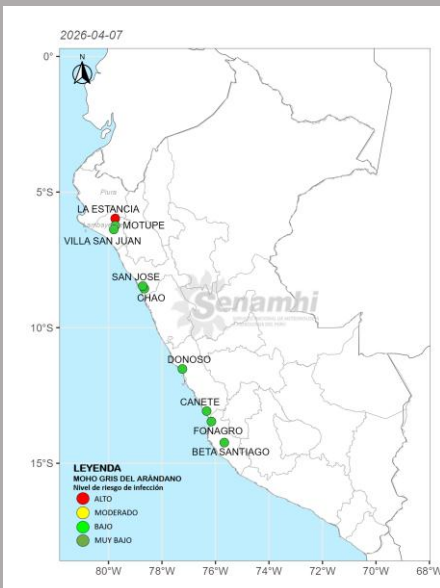 2026-04-07
N
0°
5°S
10°S
15°S
Piura
LA ESTANCIA
MOTUPE
VILLA SAN JUAN
SAN JOSE
CHAO
Senamhi
DONOSO
CANETE
FONAGRO
BETA SANTIAGO
LEYENDA
MOHO GRIS DEL ARÁNDANO
Nivel de riesgo de infección
ALTO
MODERADO
BAJO
MUY BAJO
80°W 78°W 76°W 74°W 72°W 70°W 68°W